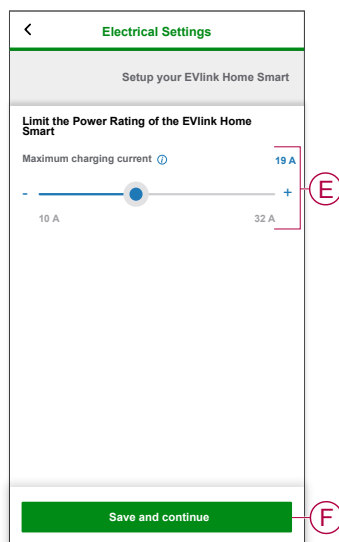 Electrical Settings
Setup your EVlink Home Smart
Limit the Power Rating of the EVlink Home
Smart
Maximum charging current i 19 A
- +
10 A 32 A
E
Save and continue
F